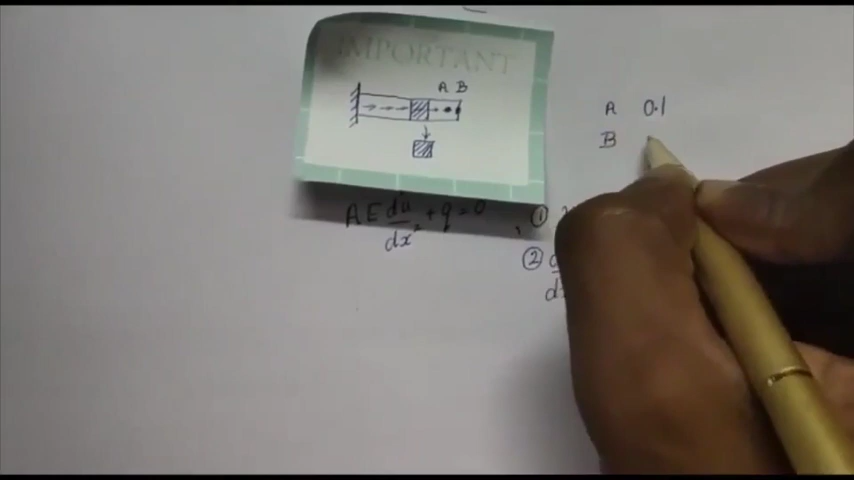 IMPORTANT
A B
A 0.1
B
AE d²u/dx² + q = 0, ①
②